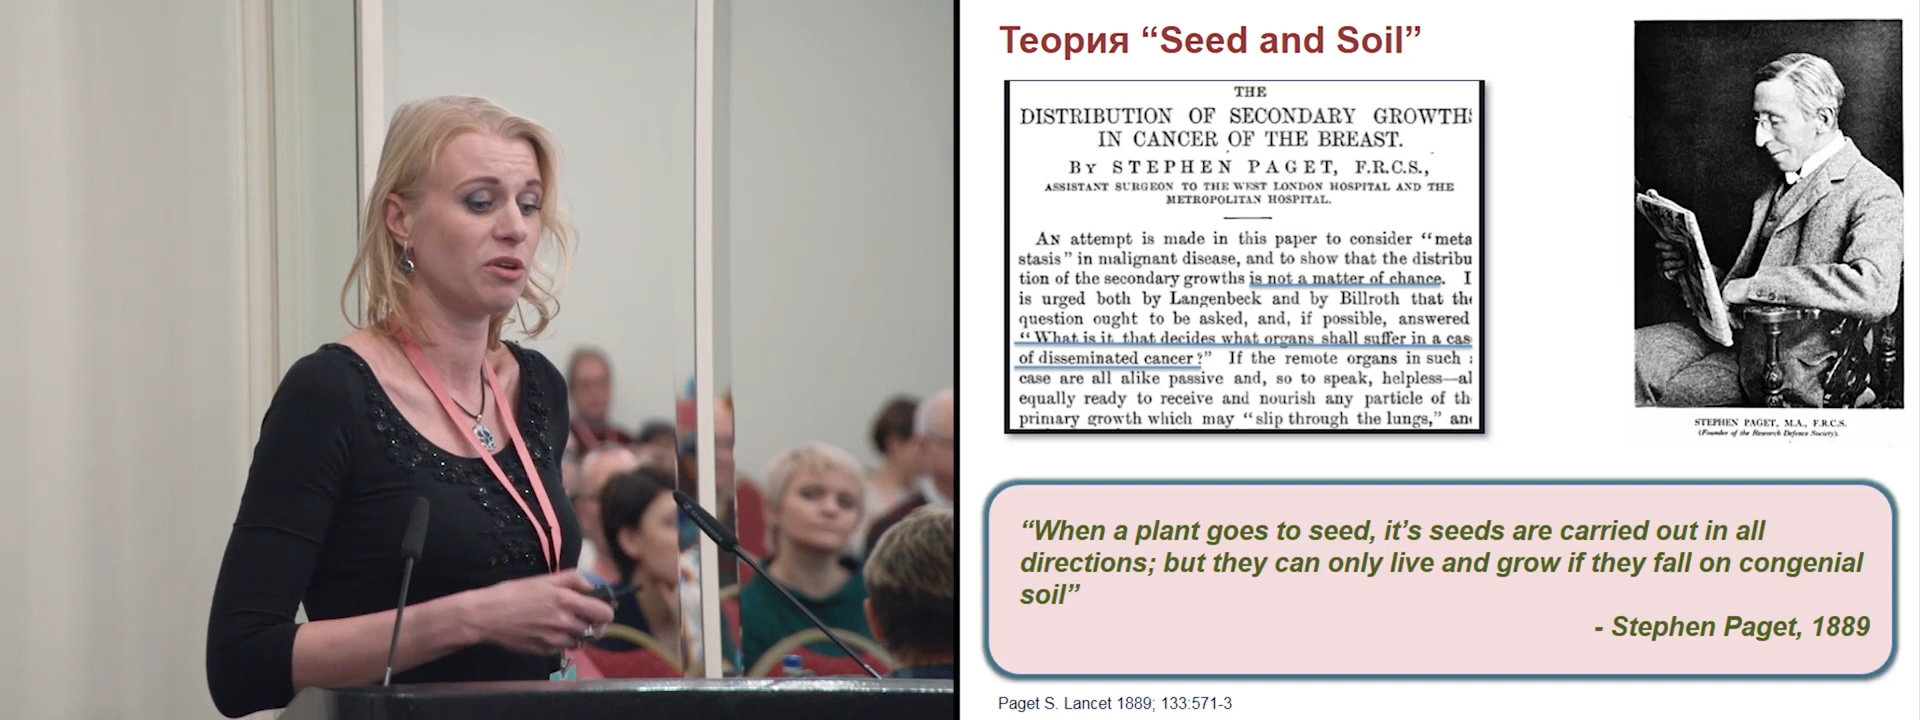 Теория “Seed and Soil”
THE
DISTRIBUTION OF SECONDARY GROWTHS
IN CANCER OF THE BREAST.
BY STEPHEN PAGET, F.R.C.S.,
ASSISTANT SURGEON TO THE WEST LONDON HOSPITAL AND THE
METROPOLITAN HOSPITAL.
AN attempt is made in this paper to consider “meta
stasis” in malignant disease, and to show that the distribu
tion of the secondary growths is not a matter of chance. I
is urged both by Langenbeck and by Billroth that the
question ought to be asked, and, if possible, answered
“What is it that decides what organs shall suffer in a cas
of disseminated cancer?” If the remote organs in such
case are all alike passive and, so to speak, helpless—al
equally ready to receive and nourish any particle of th
primary growth which may “slip through the lungs,” an
STEPHEN PAGET, M.A., F.R.C.S.
(Founder of the Research Defence Society).
“When a plant goes to seed, it’s seeds are carried out in all
directions; but they can only live and grow if they fall on congenial
soil”
- Stephen Paget, 1889
Paget S. Lancet 1889; 133:571-3